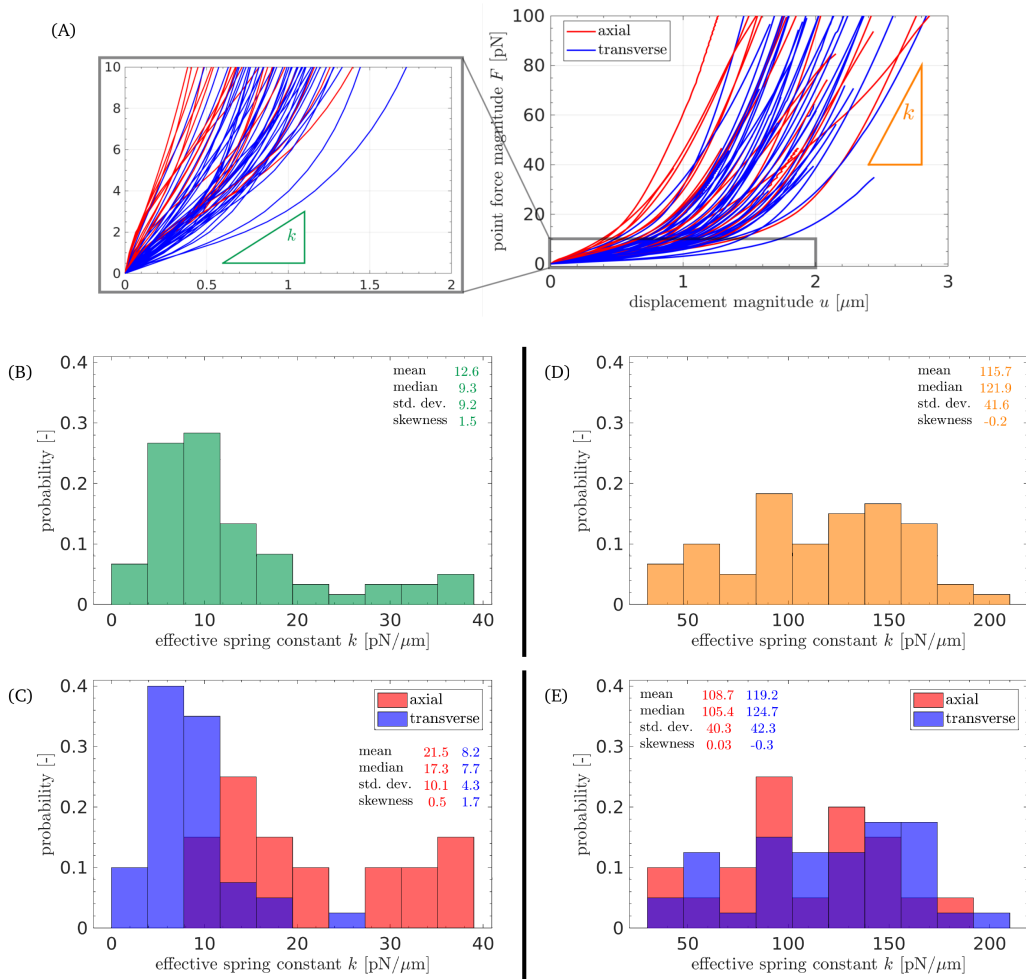 (A)
axial
transverse
point force magnitude F [pN]
100
80
60
40
20
0
0
1
2
3
displacement magnitude u [μm]
k
10
8
6
4
2
0
0
0.5
1
1.5
2
k
(B)
mean 12.6
median 9.3
std. dev. 9.2
skewness 1.5
probability [-]
0.4
0.3
0.2
0.1
0
0 10 20 30 40
effective spring constant k [pN/μm]
(D)
mean 115.7
median 121.9
std. dev. 41.6
skewness -0.2
probability [-]
0.4
0.3
0.2
0.1
0
50 100 150 200
effective spring constant k [pN/μm]
(C)
axial
transverse
mean 21.5 8.2
median 17.3 7.7
std. dev. 10.1 4.3
skewness 0.5 1.7
probability [-]
0.4
0.3
0.2
0.1
0
0 10 20 30 40
effective spring constant k [pN/μm]
(E)
mean 108.7 119.2
median 105.4 124.7
std. dev. 40.3 42.3
skewness 0.03 -0.3
axial
transverse
probability [-]
0.4
0.3
0.2
0.1
0
50 100 150 200
effective spring constant k [pN/μm]